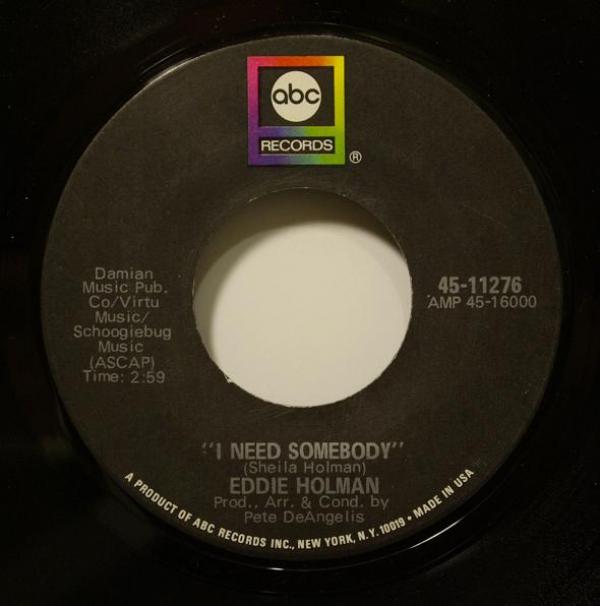 abc
RECORDS
®
Damian
Music Pub.
Co/Virtu
Music/
Schoogiebug
Music
(ASCAP)
Time: 2:59
45-11276
AMP 45-16000
"I NEED SOMEBODY"
(Sheila Holman)
EDDIE HOLMAN
Prod., Arr. & Cond. by
Pete DeAngelis
A PRODUCT OF ABC RECORDS INC., NEW YORK, N.Y. 10019 • MADE IN USA